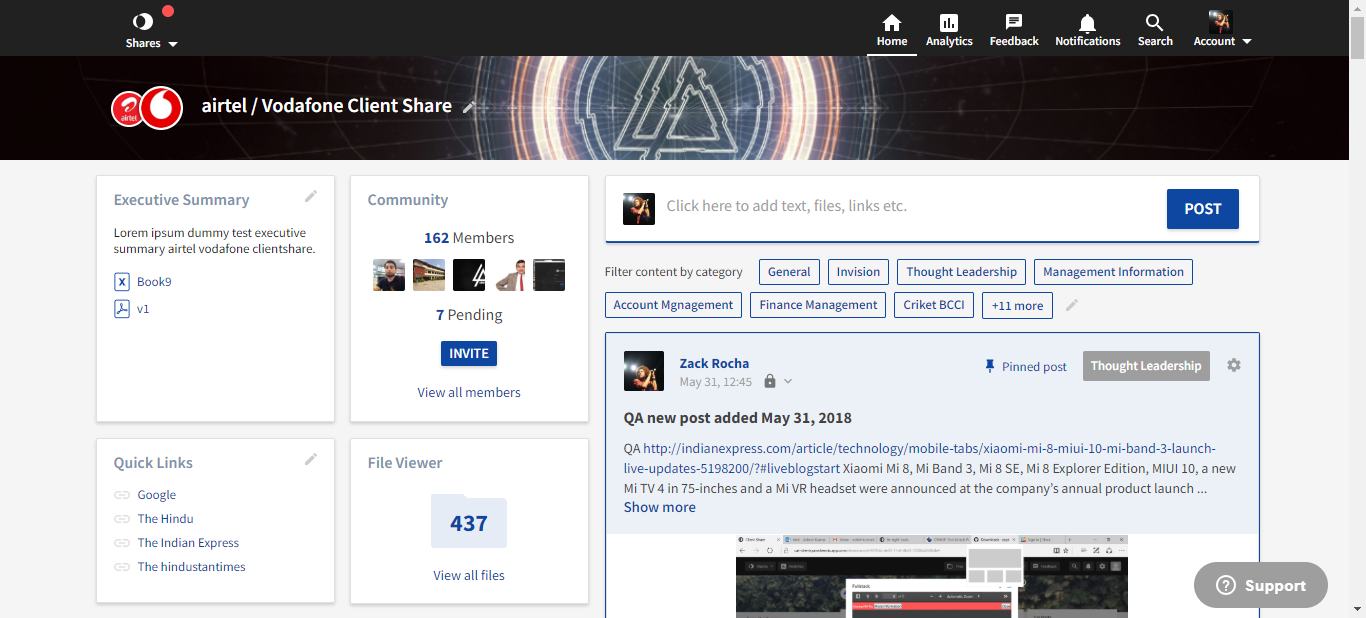 Shares
Home
Analytics
Feedback
Notifications
Search
Account
airtel
airtel / Vodafone Client Share
Executive Summary
Lorem ipsum dummy test executive
summary airtel vodafone clientshare.
X Book9
v1
Community
162 Members
7 Pending
INVITE
View all members
Quick Links
Google
The Hindu
The Indian Express
The hindustantimes
File Viewer
437
View all files
Click here to add text, files, links etc.
POST
Filter content by category
General
Invision
Thought Leadership
Management Information
Account Mgnagement
Finance Management
Criket BCCI
+11 more
Zack Rocha
May 31, 12:45
Pinned post
Thought Leadership
QA new post added May 31, 2018
QA http://indianexpress.com/article/technology/mobile-tabs/xiaomi-mi-8-miui-10-mi-band-3-launch-
live-updates-5198200/?#liveblogstart Xiaomi Mi 8, Mi Band 3, Mi 8 SE, Mi 8 Explorer Edition, MIUI 10, a new
Mi TV 4 in 75-inches and a Mi VR headset were announced at the company's annual product launch ...
Show more
Support